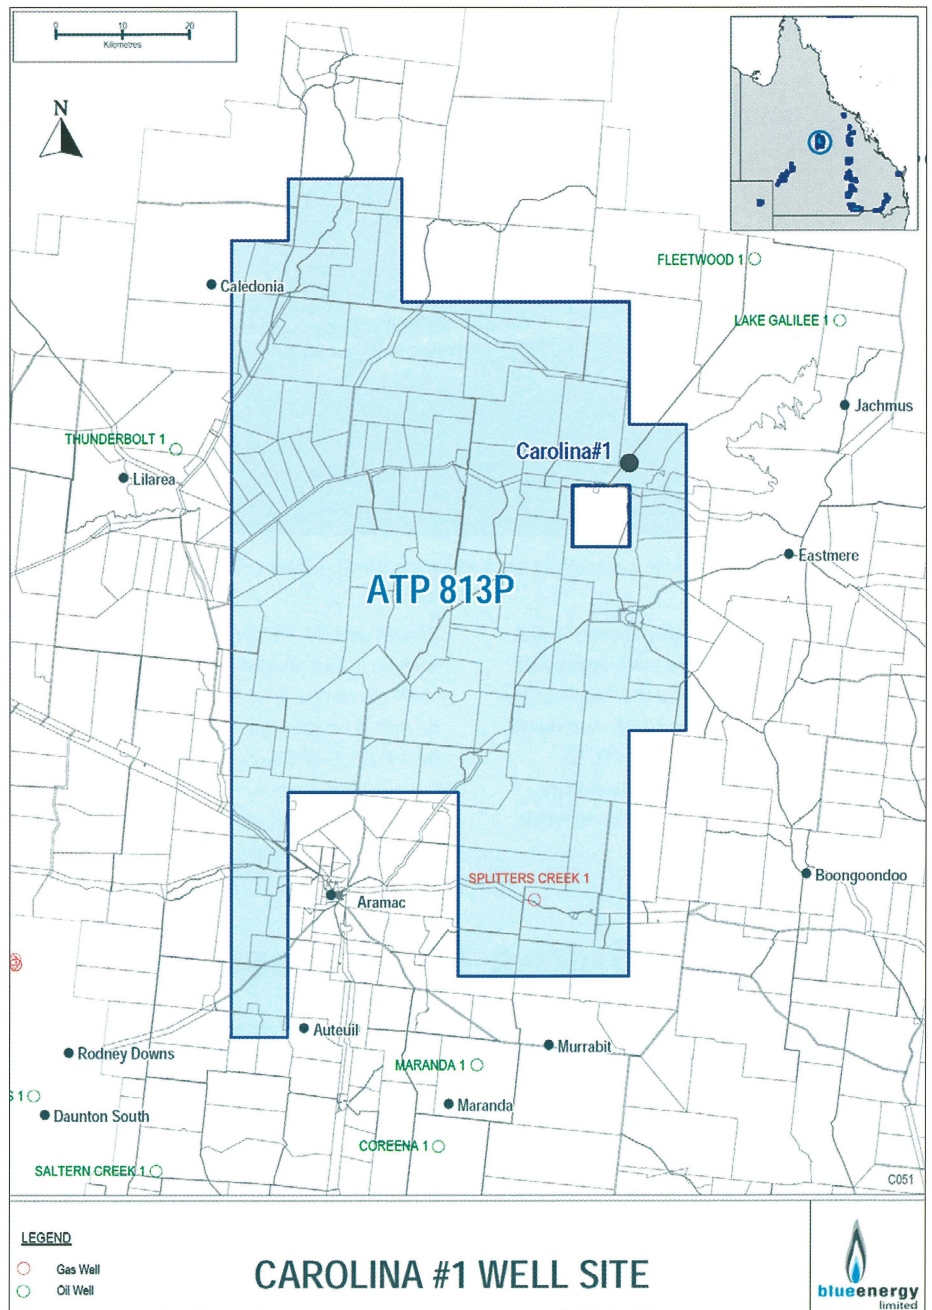 0 10 20
Kilometres
N
FLEETWOOD 1
Caledonia
LAKE GALILEE 1
Jachmus
THUNDERBOLT 1
Carolina#1
Lilarea
Eastmere
ATP 813P
SPLITTERS CREEK 1
Boongoondoo
Aramac
Auteuil
Murrabit
Rodney Downs
MARANDA 1
S 1
Maranda
Daunton South
COREENA 1
SALTERN CREEK 1
C051
LEGEND
Gas Well
Oil Well
CAROLINA #1 WELL SITE
blueenergy
limited